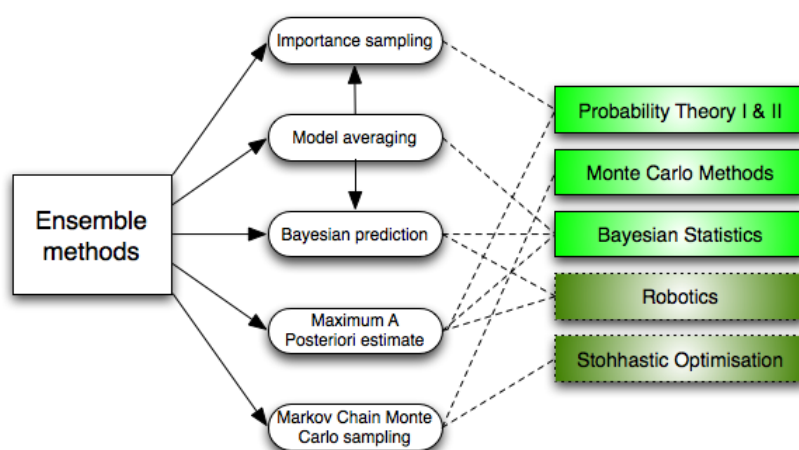 Importance sampling
Probability Theory I & II
Model averaging
Monte Carlo Methods
Ensemble
methods
Bayesian prediction
Bayesian Statistics
Robotics
Maximum A
Posteriori estimate
Stohhastic Optimisation
Markov Chain Monte
Carlo sampling